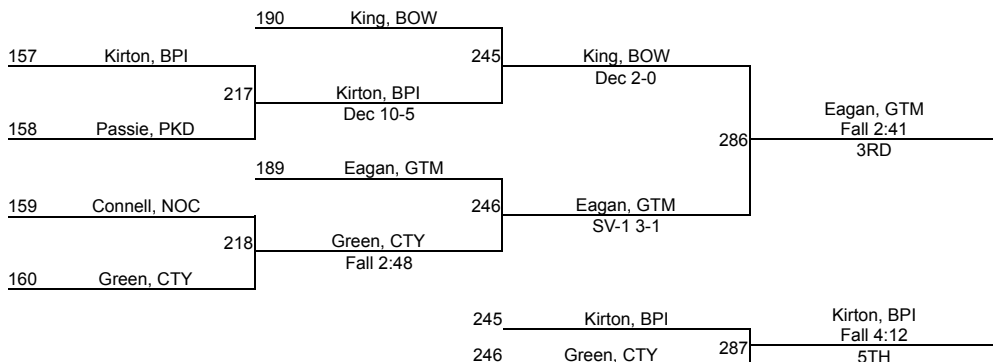 190 King, BOW
157 Kirton, BPI
245
King, BOW
Dec 2-0
217
Kirton, BPI
Dec 10-5
158 Passie, PKD
286
Eagan, GTM
Fall 2:41
3RD
189 Eagan, GTM
159 Connell, NOC
246
Eagan, GTM
SV-1 3-1
218
Green, CTY
Fall 2:48
160 Green, CTY
245 Kirton, BPI
287
Kirton, BPI
Fall 4:12
5TH
246 Green, CTY